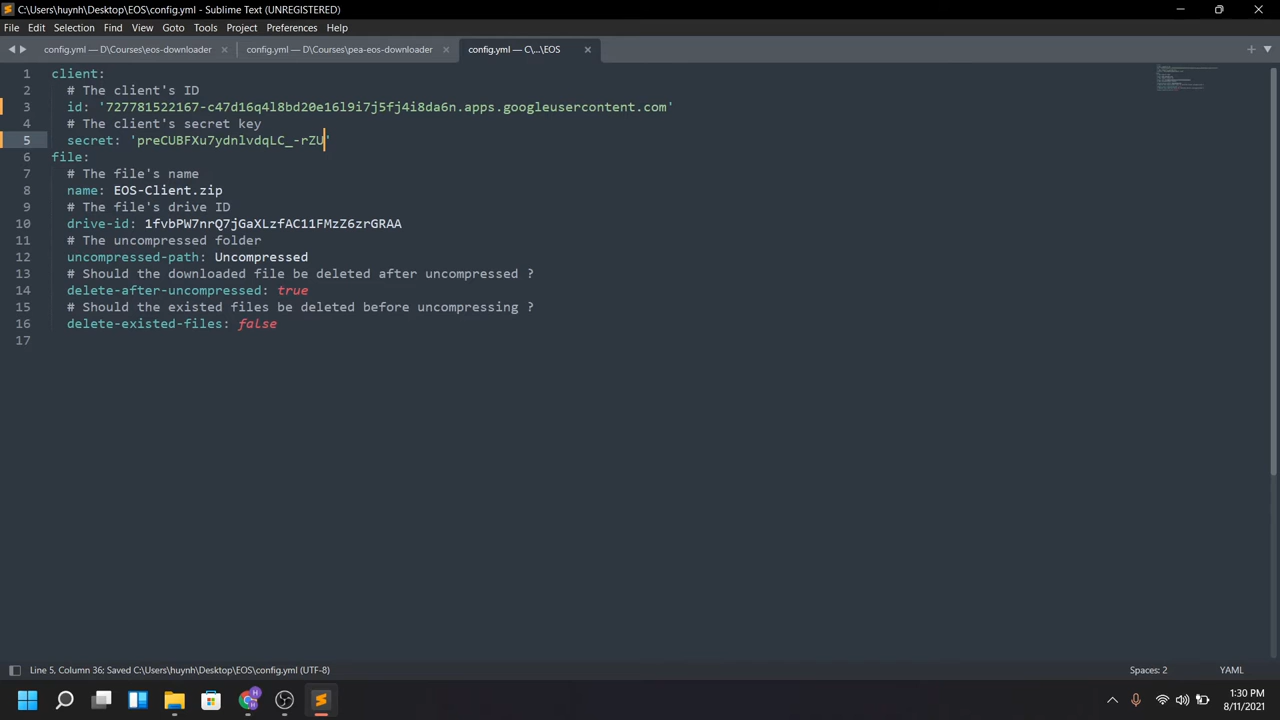 C:\Users\huynh\Desktop\EOS\config.yml - Sublime Text (UNREGISTERED)
File Edit Selection Find View Goto Tools Project Preferences Help
config.yml — D\Courses\eos-downloader config.yml — D\Courses\pea-eos-downloader config.yml — C\...\EOS
1 client:
2 # The client's ID
3 id: '727781522167-c47d16q4l8bd20e16l9i7j5fj4i8da6n.apps.googleusercontent.com'
4 # The client's secret key
5 secret: 'preCUBFXu7ydnlvdqLC_-rZU'
6 file:
7 # The file's name
8 name: EOS-Client.zip
9 # The file's drive ID
10 drive-id: 1fvbPW7nrQ7jGaXLzfAC11FMzZ6zrGRAA
11 # The uncompressed folder
12 uncompressed-path: Uncompressed
13 # Should the downloaded file be deleted after uncompressed ?
14 delete-after-uncompressed: true
15 # Should the existed files be deleted before uncompressing ?
16 delete-existed-files: false
17
Line 5, Column 36; Saved C:\Users\huynh\Desktop\EOS\config.yml (UTF-8) Spaces: 2 YAML
1:30 PM
8/11/2021